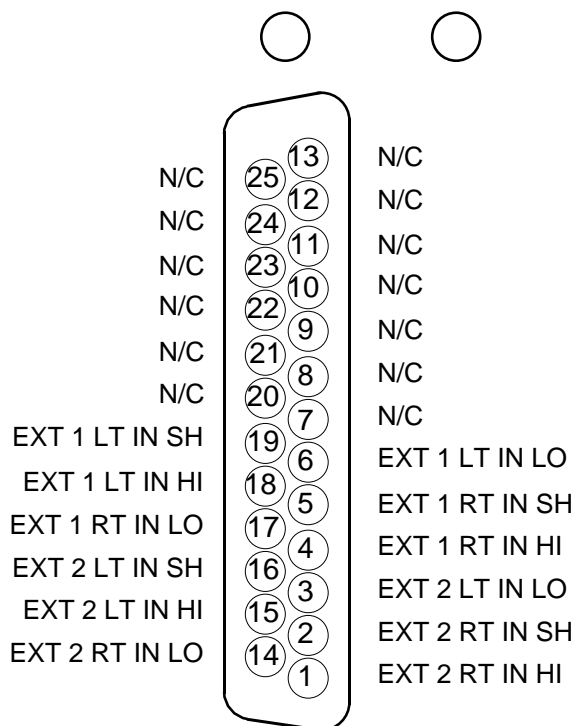 13 N/C
N/C 25
12 N/C
N/C 24
11 N/C
N/C 23
10 N/C
N/C 22
9 N/C
N/C 21
8 N/C
N/C 20
7 N/C
EXT 1 LT IN SH 19
6 EXT 1 LT IN LO
EXT 1 LT IN HI 18
5 EXT 1 RT IN SH
EXT 1 RT IN LO 17
4 EXT 1 RT IN HI
EXT 2 LT IN SH 16
3 EXT 2 LT IN LO
EXT 2 LT IN HI 15
2 EXT 2 RT IN SH
EXT 2 RT IN LO 14
1 EXT 2 RT IN HI